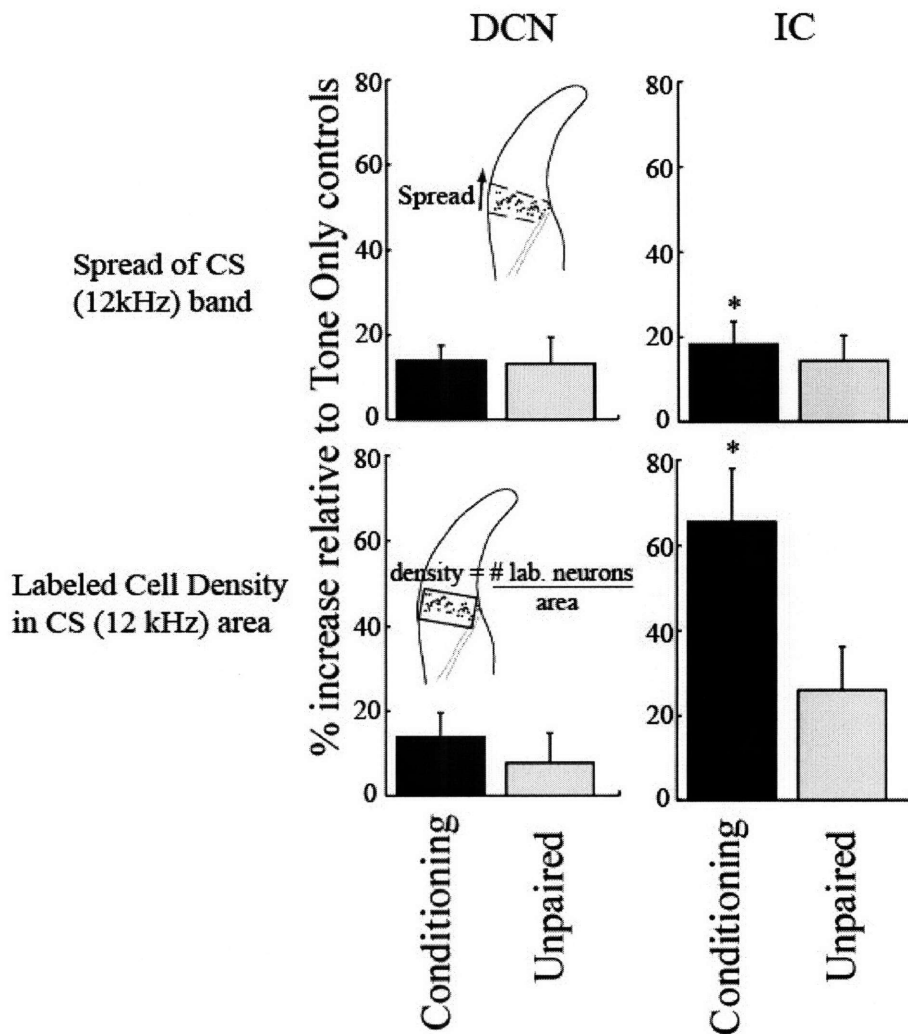 DCN
IC
% increase relative to Tone Only controls
Spread of CS
(12kHz) band
80
60
40
20
0
Spread
80
60
40
20
0
*
Labeled Cell Density
in CS (12 kHz) area
80
60
40
20
0
density = # lab. neurons
area
80
60
40
20
0
*
Conditioning
Unpaired
Conditioning
Unpaired